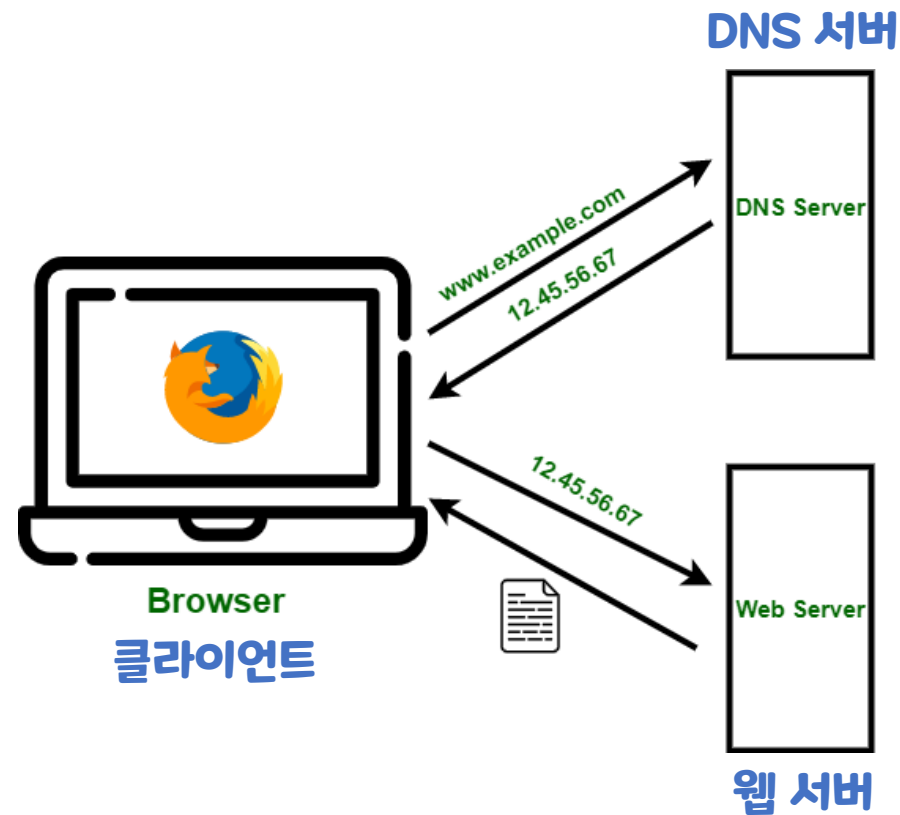 DNS 서버
DNS Server
www.example.com
12.45.56.67
12.45.56.67
Web Server
Browser
클라이언트
웹 서버